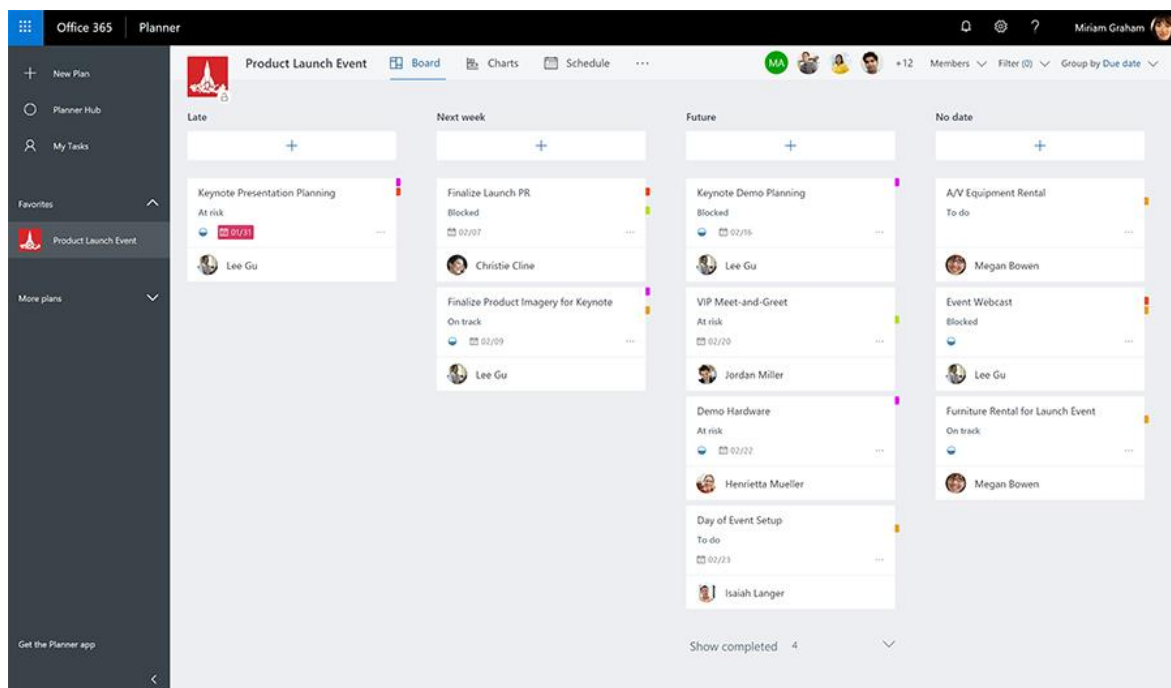 Office 365
Planner
?
Miriam Graham
New Plan
Planner Hub
My Tasks
Favorites
Product Launch Event
More plans
Get the Planner app
Product Launch Event
Board
Charts
Schedule
...
MA
+12
Members
Filter (0)
Group by Due date
Late
+
Keynote Presentation Planning
At risk
01/31
Lee Gu
Next week
+
Finalize Launch PR
Blocked
02/07
Christie Cline
Finalize Product Imagery for Keynote
On track
02/09
Lee Gu
Future
+
Keynote Demo Planning
Blocked
02/16
Lee Gu
VIP Meet-and-Greet
At risk
02/20
Jordan Miller
Demo Hardware
At risk
02/22
Henrietta Mueller
Day of Event Setup
To do
02/23
Isaiah Langer
Show completed 4
No date
+
A/V Equipment Rental
To do
Megan Bowen
Event Webcast
Blocked
Lee Gu
Furniture Rental for Launch Event
On track
Megan Bowen